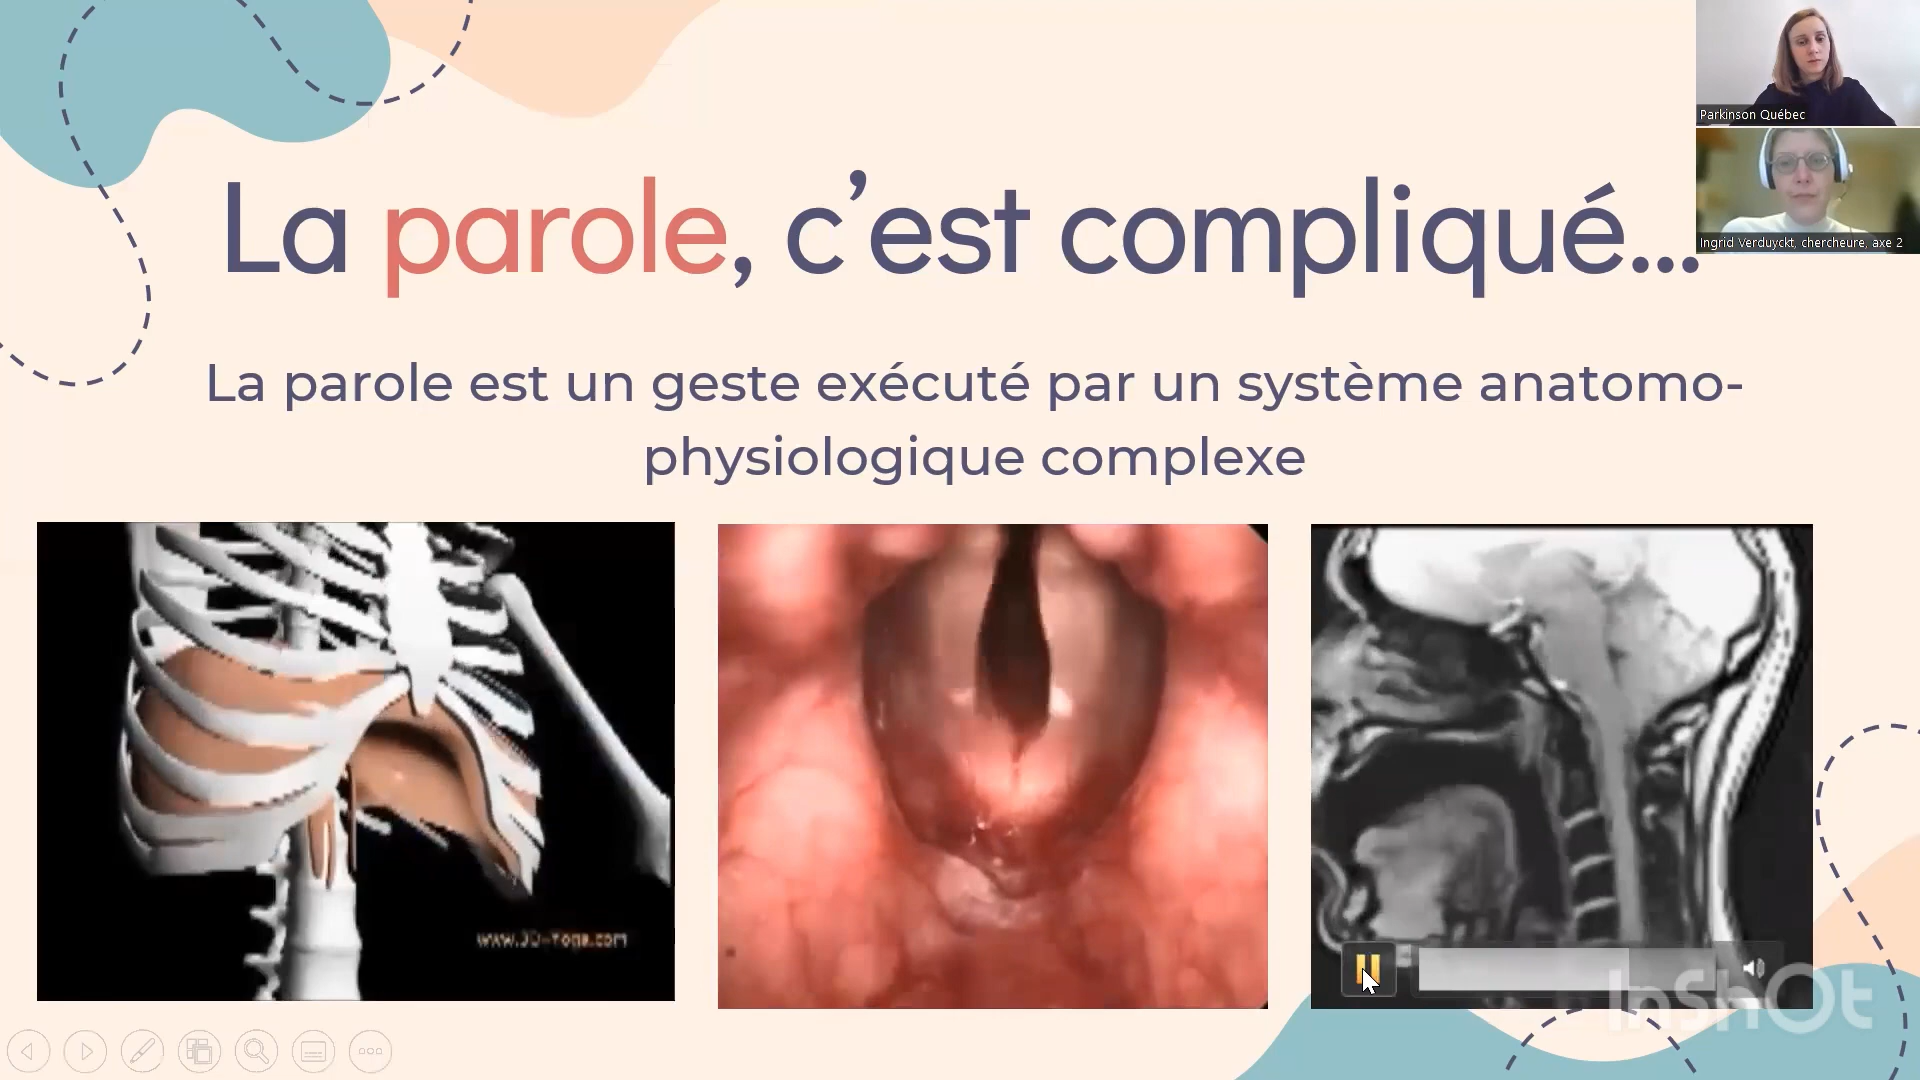 Parkinson Québec
Ingrid Verduyckt, chercheure, axe 2
La parole, c'est compliqué...
La parole est un geste exécuté par un système anatomo-
physiologique complexe
www.3D-Yoga.com
InShOt